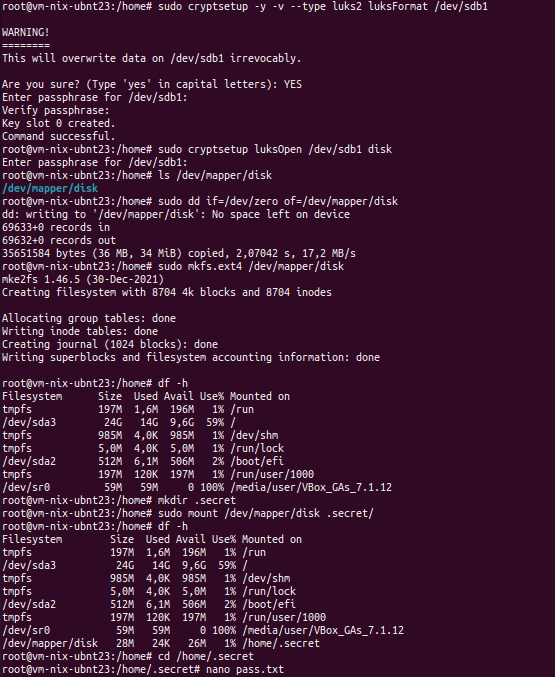 root@vm-nix-ubnt23:/home# sudo cryptsetup -y -v --type luks2 luksFormat /dev/sdb1
WARNING!
========
This will overwrite data on /dev/sdb1 irrevocably.
Are you sure? (Type 'yes' in capital letters): YES
Enter passphrase for /dev/sdb1:
Verify passphrase:
Key slot 0 created.
Command successful.
root@vm-nix-ubnt23:/home# sudo cryptsetup luksOpen /dev/sdb1 disk
Enter passphrase for /dev/sdb1:
root@vm-nix-ubnt23:/home# ls /dev/mapper/disk
/dev/mapper/disk
root@vm-nix-ubnt23:/home# sudo dd if=/dev/zero of=/dev/mapper/disk
dd: writing to '/dev/mapper/disk': No space left on device
69633+0 records in
69632+0 records out
35651584 bytes (36 MB, 34 MiB) copied, 2,07042 s, 17,2 MB/s
root@vm-nix-ubnt23:/home# sudo mkfs.ext4 /dev/mapper/disk
mke2fs 1.46.5 (30-Dec-2021)
Creating filesystem with 8704 4k blocks and 8704 inodes
Allocating group tables: done
Writing inode tables: done
Creating journal (1024 blocks): done
Writing superblocks and filesystem accounting information: done
root@vm-nix-ubnt23:/home# df -h
Filesystem      Size  Used Avail Use% Mounted on
tmpfs           197M  1,6M  196M   1% /run
/dev/sda3        24G   14G  9,6G  59% /
tmpfs           985M  4,0K  985M   1% /dev/shm
tmpfs           5,0M  4,0K  5,0M   1% /run/lock
/dev/sda2       512M  6,1M  506M   2% /boot/efi
tmpfs           197M  120K  197M   1% /run/user/1000
/dev/sr0         59M   59M     0 100% /media/user/VBox_GAs_7.1.12
root@vm-nix-ubnt23:/home# mkdir .secret
root@vm-nix-ubnt23:/home# sudo mount /dev/mapper/disk .secret/
root@vm-nix-ubnt23:/home# df -h
Filesystem        Size  Used Avail Use% Mounted on
tmpfs             197M  1,6M  196M   1% /run
/dev/sda3          24G   14G  9,6G  59% /
tmpfs             985M  4,0K  985M   1% /dev/shm
tmpfs             5,0M  4,0K  5,0M   1% /run/lock
/dev/sda2         512M  6,1M  506M   2% /boot/efi
tmpfs             197M  120K  197M   1% /run/user/1000
/dev/sr0           59M   59M     0 100% /media/user/VBox_GAs_7.1.12
/dev/mapper/disk   28M   24K   26M   1% /home/.secret
root@vm-nix-ubnt23:/home# cd /home/.secret
root@vm-nix-ubnt23:/home/.secret# nano pass.txt